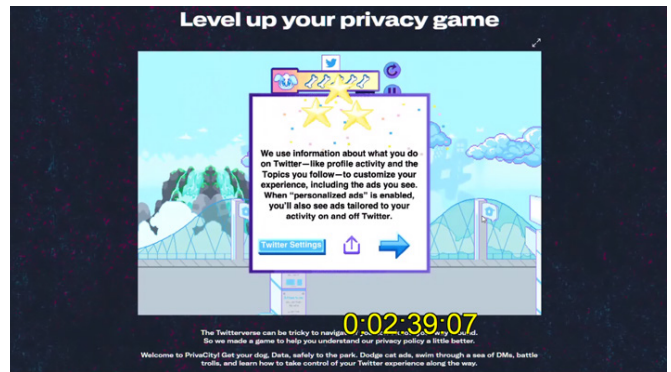 Level up your privacy game
We use information about what you do
on Twitter—like profile activity and the
Topics you follow—to customize your
experience, including the ads you see.
When “personalized ads” is enabled,
you’ll also see ads tailored to your
activity on and off Twitter.
Twitter Settings
0:02:39:07
The Twitterverse can be tricky to
So we made a game to help you understand our privacy policy a little better.
Welcome to PrivaCity! Get your dog, Data, safely to the park. Dodge cat ads, swim through a sea of DMs, battle
trolls, and learn how to take control of your Twitter experience along the way.